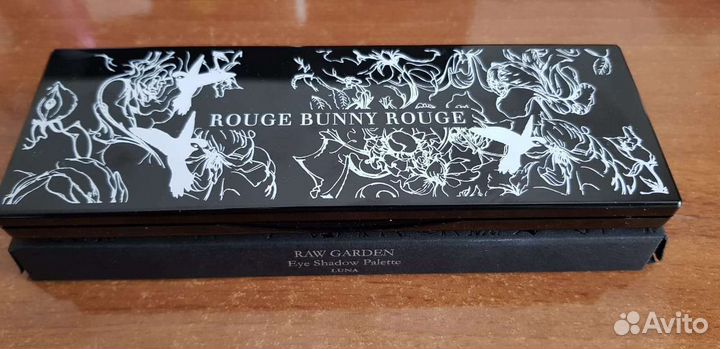 ROUGE BUNNY ROUGE
RAW GARDEN
Eye Shadow Palette
LUNA
Avito